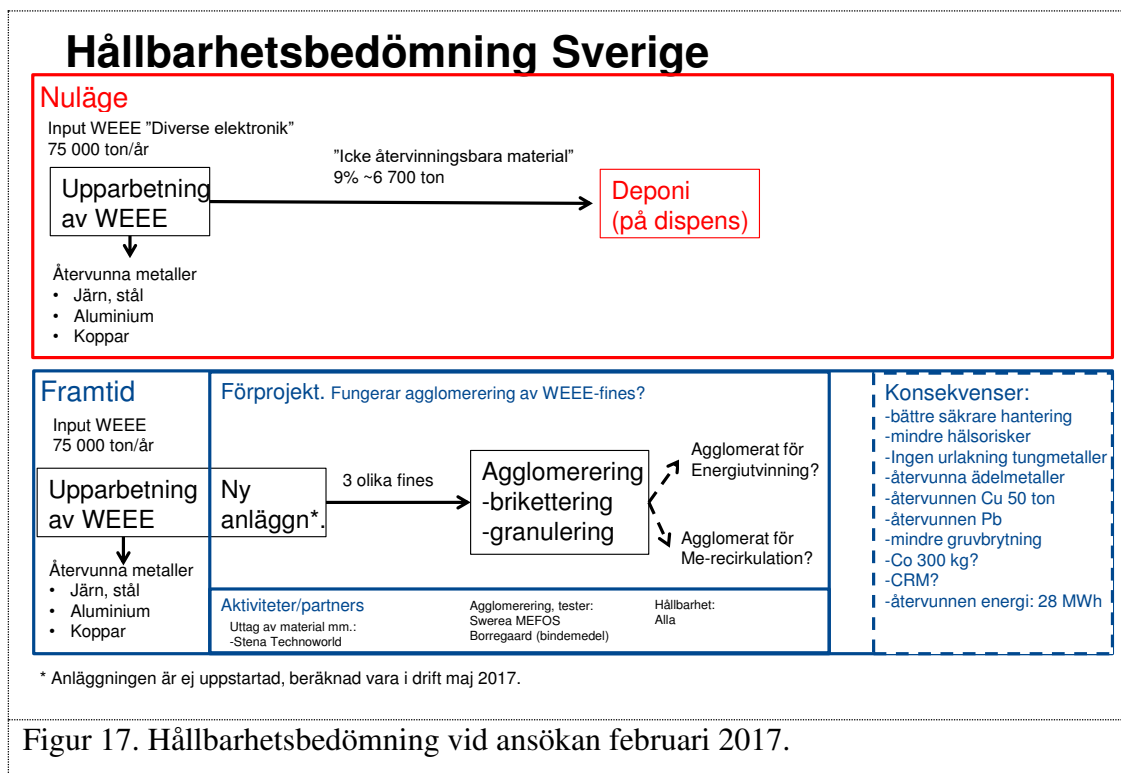 Hållbarhetsbedömning Sverige
Nuläge
Input WEEE ”Diverse elektronik”
75 000 ton/år
”Icke återvinningsbara material”
9% ~6 700 ton
Upparbetning
av WEEE
Deponi
(på dispens)
Återvunna metaller
• Järn, stål
• Aluminium
• Koppar
Framtid
Input WEEE
75 000 ton/år
Upparbetning
av WEEE
Återvunna metaller
• Järn, stål
• Aluminium
• Koppar
Förprojekt. Fungerar agglomerering av WEEE-fines?
Ny
anläggn*.
3 olika fines
Agglomerering
-brikettering
-granulering
Agglomerat för
Energiutvinning?
Agglomerat för
Me-recirkulation?
Aktiviteter/partners
Uttag av material mm.:
-Stena Technoworld
Agglomerering, tester:
Swerea MEFOS
Borregaard (bindemedel)
Hållbarhet:
Alla
Konsekvenser:
-bättre säkrare hantering
-mindre hälsorisker
-Ingen urlakning tungmetaller
-återvunna ädelmetaller
-återvunnen Cu 50 ton
-återvunnen Pb
-mindre gruvbrytning
-Co 300 kg?
-CRM?
-återvunnen energi: 28 MWh
* Anläggningen är ej uppstartad, beräknad vara i drift maj 2017.
Figur 17. Hållbarhetsbedömning vid ansökan februari 2017.